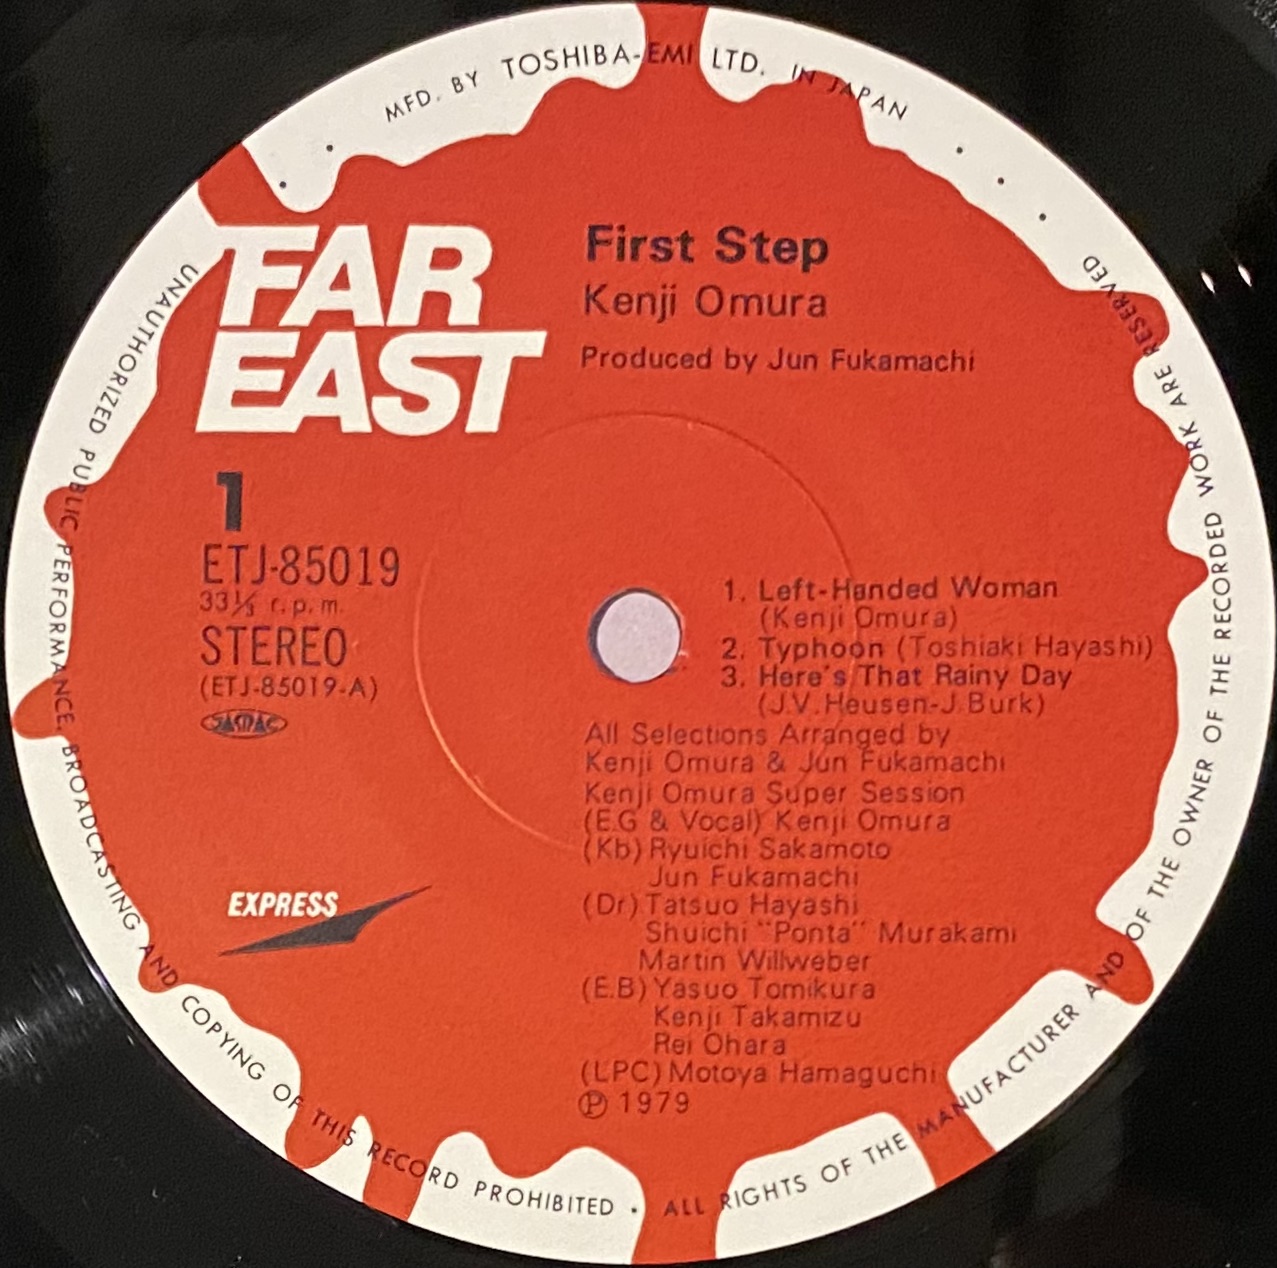 MFD. BY TOSHIBA-EMI LTD. IN JAPAN
FAR
EAST
First Step
Kenji Omura
Produced by Jun Fukamachi
1
ETJ-85019
33⅓ r.p.m.
STEREO
(ETJ-85019-A)
JASRAC
EXPRESS
1. Left-Handed Woman
(Kenji Omura)
2. Typhoon (Toshiaki Hayashi)
3. Here's That Rainy Day
(J.V.Heusen-J.Burk)
All Selections Arranged by
Kenji Omura & Jun Fukamachi
Kenji Omura Super Session
(E.G & Vocal) Kenji Omura
(Kb) Ryuichi Sakamoto
Jun Fukamachi
(Dr) Tatsuo Hayashi
Shuichi "Ponta" Murakami
Martin Willweber
(E.B) Yasuo Tomikura
Kenji Takamizu
Rei Ohara
(L.P.C) Motoya Hamaguchi
Ⓟ 1979
UNAUTHORIZED PUBLIC PERFORMANCE, BROADCASTING AND COPYING OF THIS RECORD PROHIBITED · ALL RIGHTS OF THE MANUFACTURER AND OF THE OWNER OF THE RECORDED WORK ARE RESERVED